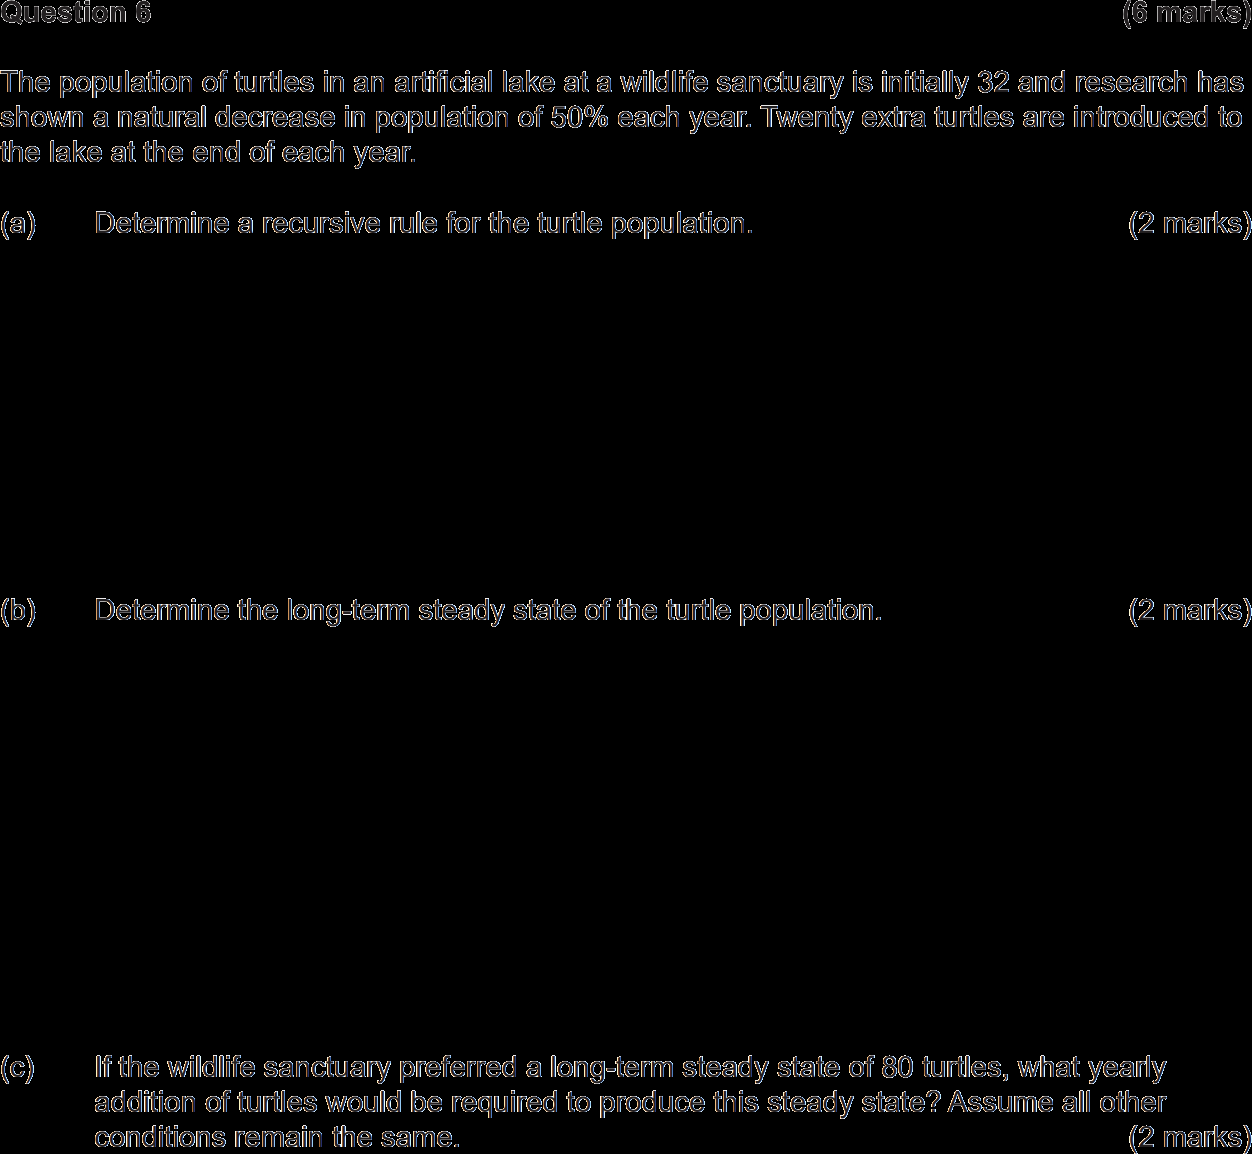 Question 6 (6 marks)
The population of turtles in an artificial lake at a wildlife sanctuary is initially 32 and research has
shown a natural decrease in population of 50% each year. Twenty extra turtles are introduced to
the lake at the end of each year.
(a) Determine a recursive rule for the turtle population. (2 marks)
(b) Determine the long-term steady state of the turtle population. (2 marks)
(c) If the wildlife sanctuary preferred a long-term steady state of 80 turtles, what yearly
addition of turtles would be required to produce this steady state? Assume all other
conditions remain the same. (2 marks)